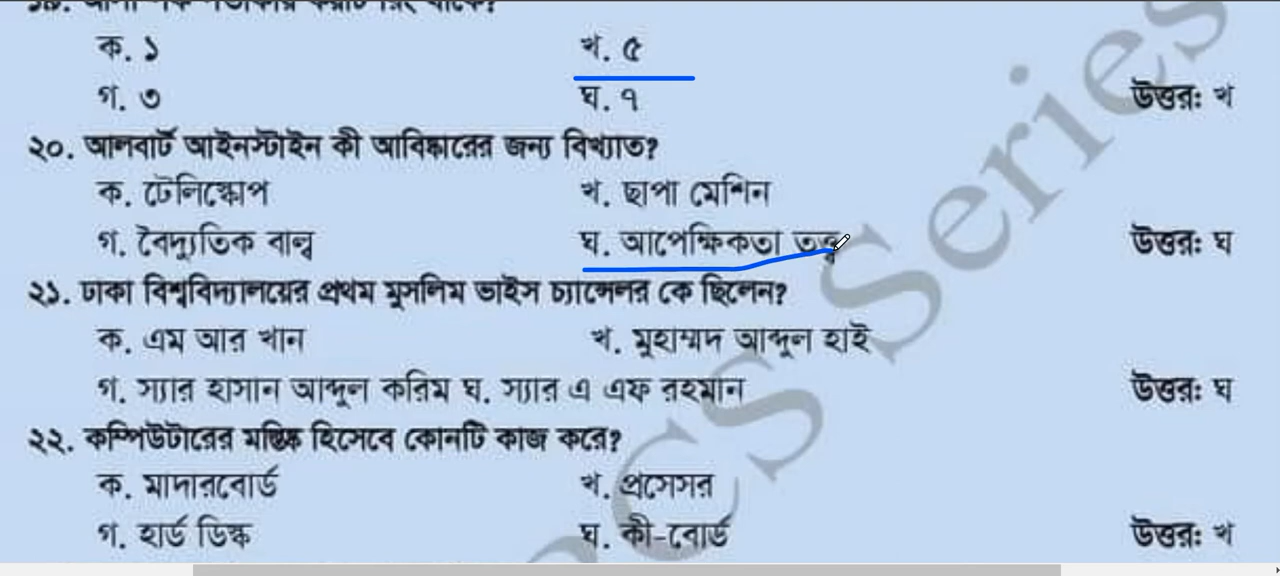 ক. ১ খ. ৫
গ. ৩ ঘ. ৭ উত্তর: খ
২০. আলবার্ট আইনস্টাইন কী আবিষ্কারের জন্য বিখ্যাত?
ক. টেলিস্কোপ খ. ছাপা মেশিন
গ. বৈদ্যুতিক বাল্ব ঘ. আপেক্ষিকতা তত্ত্ব উত্তর: ঘ
২১. ঢাকা বিশ্ববিদ্যালয়ের প্রথম মুসলিম ভাইস চ্যান্সেলর কে ছিলেন?
ক. এম আর খান খ. মুহাম্মদ আব্দুল হাই
গ. স্যার হাসান আব্দুল করিম ঘ. স্যার এ এফ রহমান উত্তর: ঘ
২২. কম্পিউটারের মস্তিষ্ক হিসেবে কোনটি কাজ করে?
ক. মাদারবোর্ড খ. প্রসেসর
গ. হার্ড ডিস্ক ঘ. কী-বোর্ড উত্তর: খ
CS Series